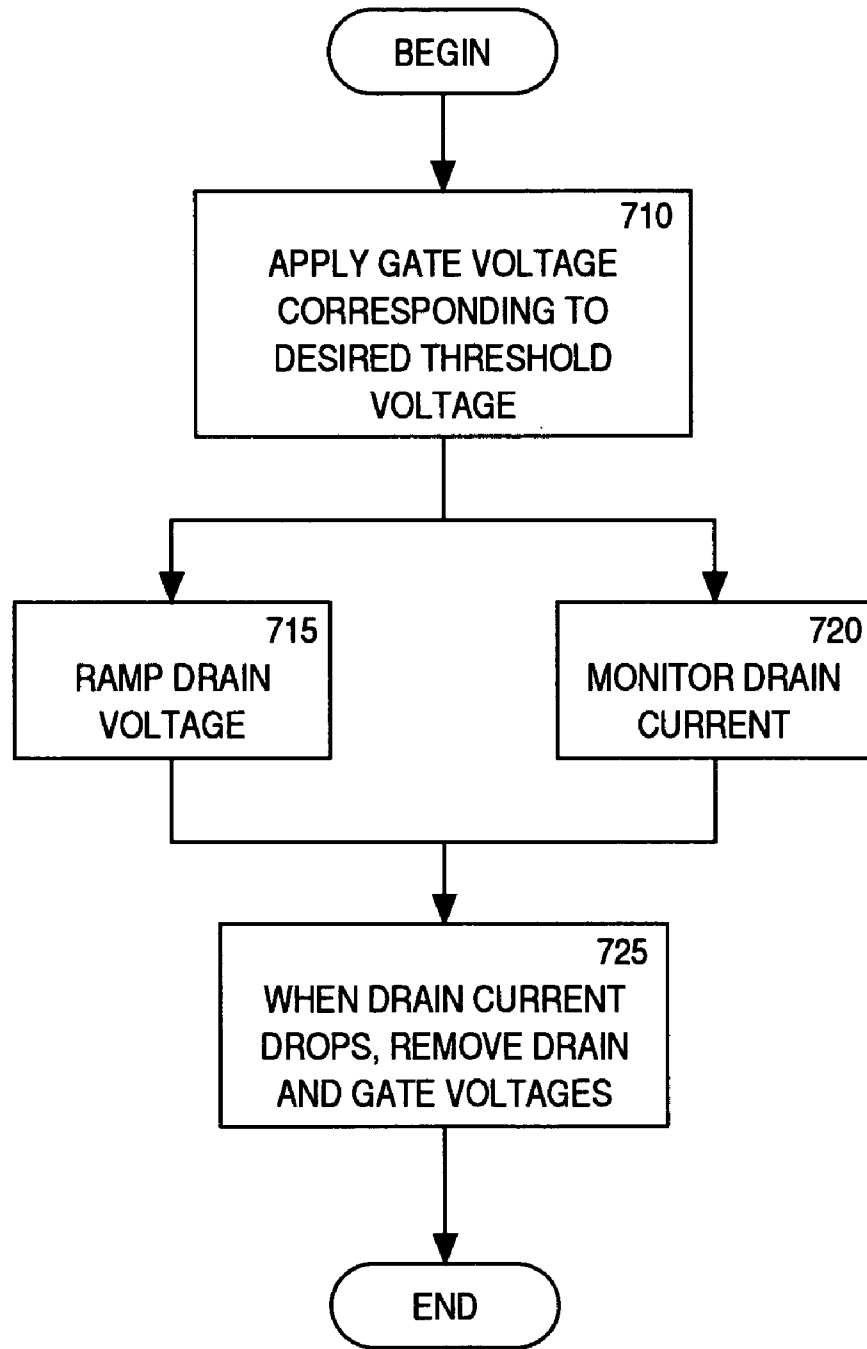 BEGIN
710
APPLY GATE VOLTAGE
CORRESPONDING TO
DESIRED THRESHOLD
VOLTAGE
715
RAMP DRAIN
VOLTAGE
720
MONITOR DRAIN
CURRENT
725
WHEN DRAIN CURRENT
DROPS, REMOVE DRAIN
AND GATE VOLTAGES
END